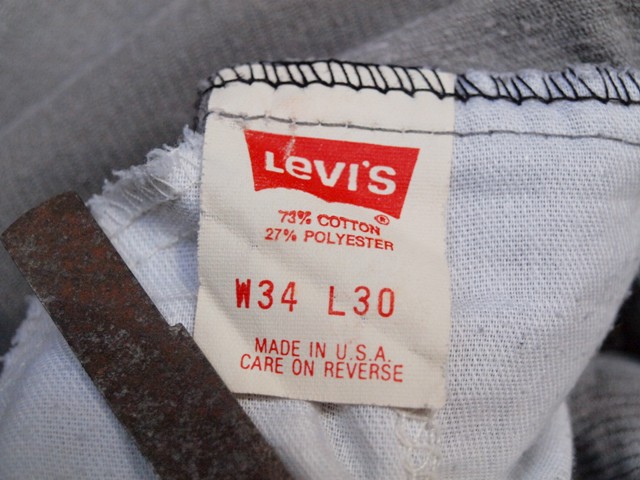 LEVI'S
®
73% COTTON
27% POLYESTER
W34 L30
MADE IN U.S.A.
CARE ON REVERSE